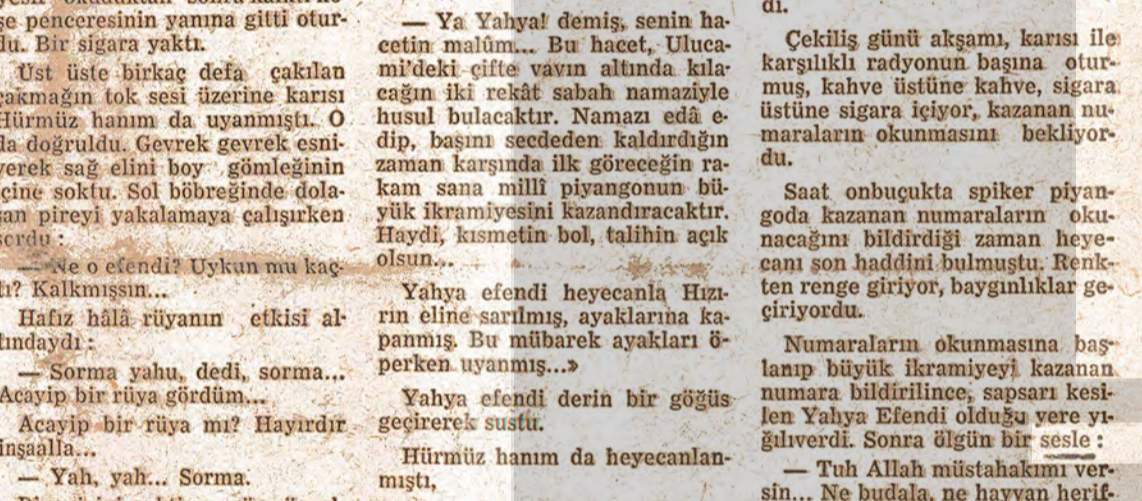 şe penceresinin yanına gitti otur-
du. Bir sigara yaktı.
Üst üste birkaç defa çakılan
çakmağın tok sesi üzerine karısı
Hürmüz hanım da uyanmıştı. O
da doğruldu. Gevrek gevrek esni-
yerek sağ elini boy gömleğinin
içine soktu. Sol böbreğinde dola-
şan pireyi yakalamaya çalışırken
sordu :
— Ne o efendi? Uykun mu kaç-
tı? Kalkmışsın...
Hafız hâlâ rüyanın etkisi al-
tındaydı :
— Sorma yahu, dedi, sorma...
Acayip bir rüya gördüm...
Acayip bir rüya mı? Hayırdır
inşaalla...
— Yah, yah... Sorma.
— Ya Yahya! demiş, senin ha-
cetin malûm... Bu hacet, Uluca-
mi'deki çifte vavın altında kıla-
cağın iki rekât sabah namaziyle
husul bulacaktır. Namazı edâ e-
dip, başını secdeden kaldırdığın
zaman karşında ilk göreceğin ra-
kam sana millî piyangonun bü-
yük ikramiyesini kazandıracaktır.
Haydi, kısmetin bol, talihin açık
olsun...
Yahya efendi heyecanla Hızı-
rın eline sarılmış, ayaklarına ka-
panmış. Bu mübarek ayakları ö-
perken uyanmış...»
Yahya efendi derin bir göğüs
geçirerek sustu.
Hürmüz hanım da heyecanlan-
mıştı,
di.
Çekiliş günü akşamı, karısı ile
karşılıklı radyonun başına otur-
muş, kahve üstüne kahve, sigara
üstüne sigara içiyor, kazanan nu-
maraların okunmasını bekliyor-
du.
Saat onbuçukta spiker piyan-
goda kazanan numaraların oku-
nacağını bildirdiği zaman heye-
canı son haddini bulmuştu. Renk-
ten renge giriyor, baygınlıklar ge-
çiriyordu.
Numaraların okunmasına baş-
lanıp büyük ikramiyeyi kazanan
numara bildirilince, sapsarı kesi-
len Yahya Efendi olduğu yere yı-
ğılıverdi. Sonra ölgün bir sesle :
— Tuh Allah müstahakımı ver-
sin... Ne budala, ne hayvan herif-